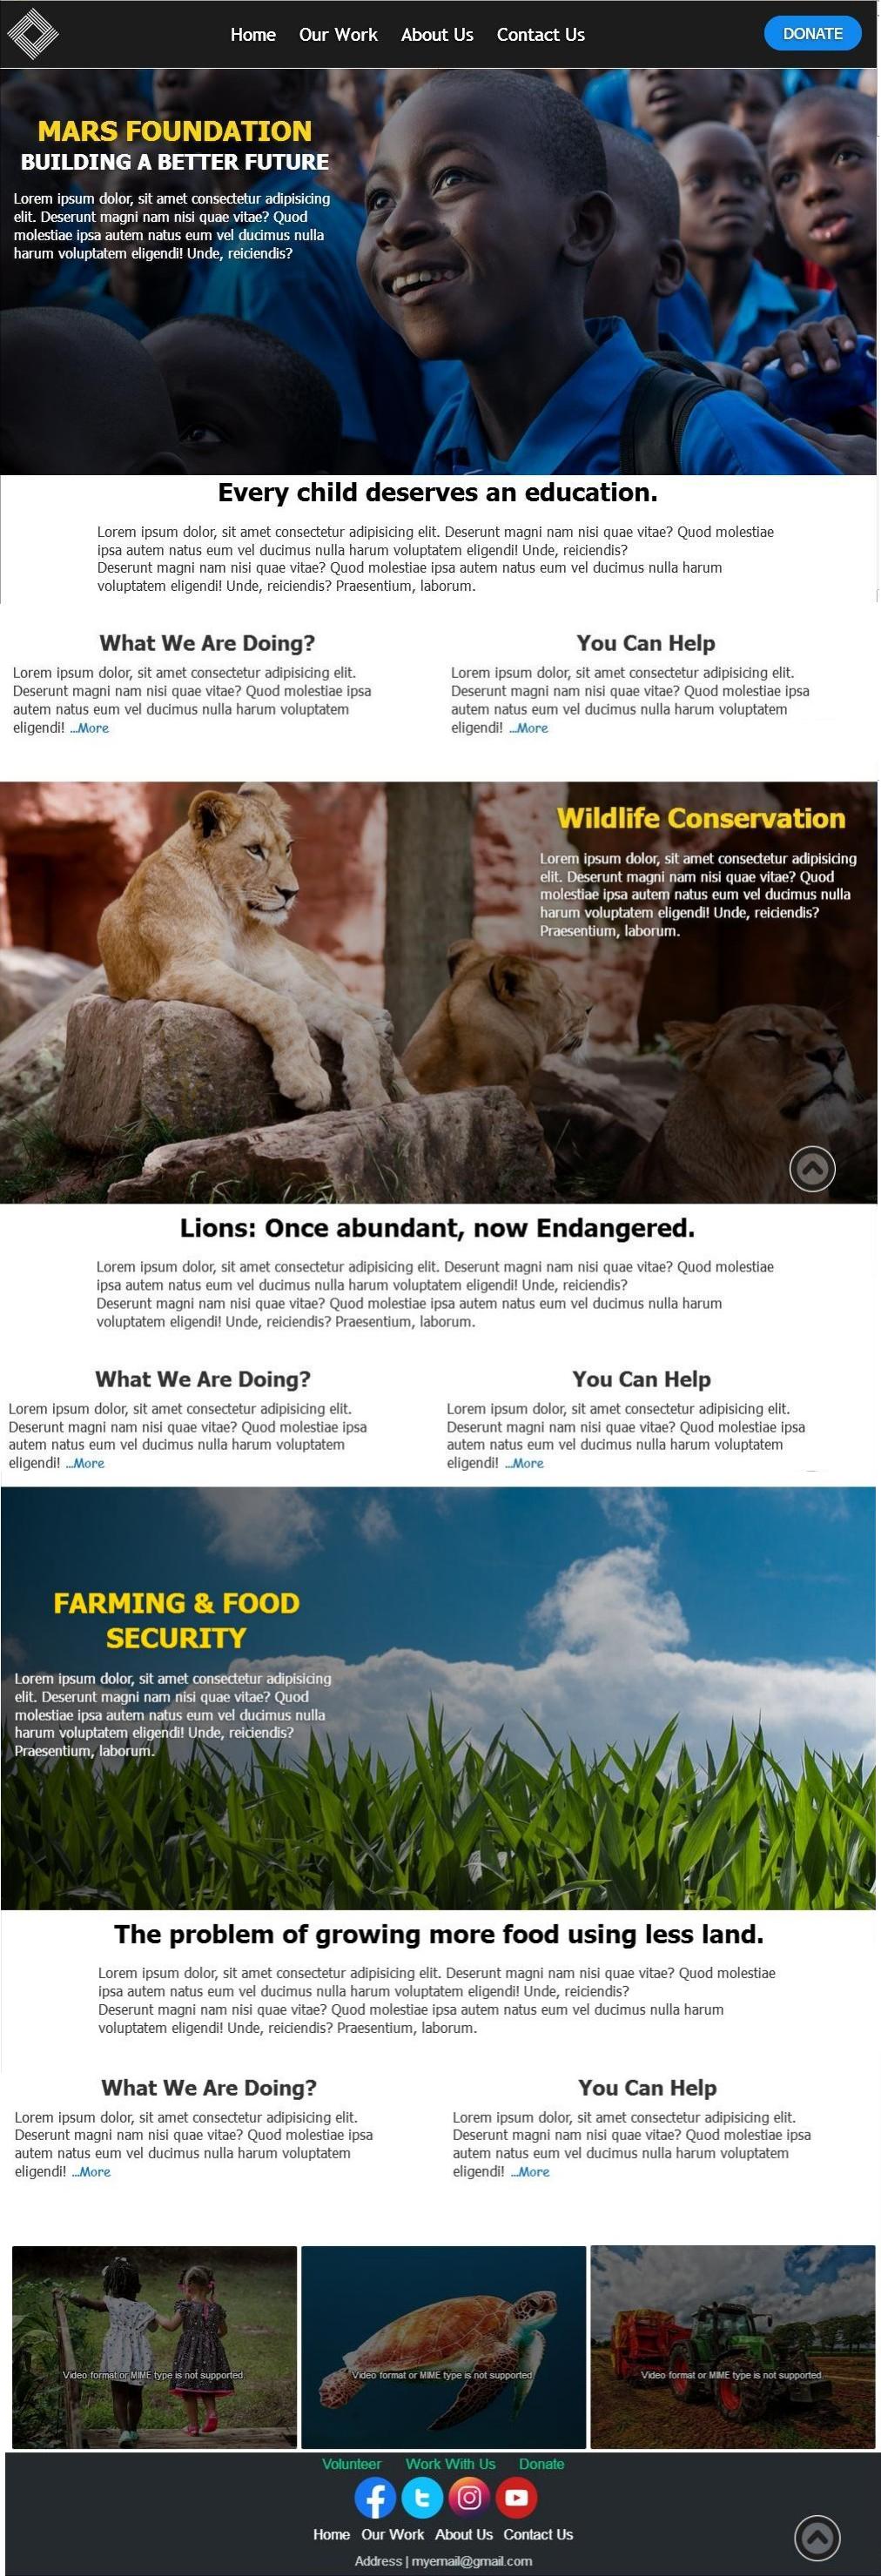 Home Our Work About Us Contact Us DONATE
MARS FOUNDATION
BUILDING A BETTER FUTURE
Lorem ipsum dolor, sit amet consectetur adipisicing
elit. Deserunt magni nam nisi quae vitae? Quod
molestiae ipsa autem natus eum vel ducimus nulla
harum voluptatem eligendi! Unde, reiciendis?
Every child deserves an education.
Lorem ipsum dolor, sit amet consectetur adipisicing elit. Deserunt magni nam nisi quae vitae? Quod molestiae
ipsa autem natus eum vel ducimus nulla harum voluptatem eligendi! Unde, reiciendis?
Deserunt magni nam nisi quae vitae? Quod molestiae ipsa autem natus eum vel ducimus nulla harum
voluptatem eligendi! Unde, reiciendis? Praesentium, laborum.
What We Are Doing?
Lorem ipsum dolor, sit amet consectetur adipisicing elit.
Deserunt magni nam nisi quae vitae? Quod molestiae ipsa
autem natus eum vel ducimus nulla harum voluptatem
eligendi! ...More
You Can Help
Lorem ipsum dolor, sit amet consectetur adipisicing elit.
Deserunt magni nam nisi quae vitae? Quod molestiae ipsa
autem natus eum vel ducimus nulla harum voluptatem
eligendi! ...More
Wildlife Conservation
Lorem ipsum dolor, sit amet consectetur adipisicing
elit. Deserunt magni nam nisi quae vitae? Quod
molestiae ipsa autem natus eum vel ducimus nulla
harum voluptatem eligendi! Unde, reiciendis?
Praesentium, laborum.
Lions: Once abundant, now Endangered.
Lorem ipsum dolor, sit amet consectetur adipisicing elit. Deserunt magni nam nisi quae vitae? Quod molestiae
ipsa autem natus eum vel ducimus nulla harum voluptatem eligendi! Unde, reiciendis?
Deserunt magni nam nisi quae vitae? Quod molestiae ipsa autem natus eum vel ducimus nulla harum
voluptatem eligendi! Unde, reiciendis? Praesentium, laborum.
What We Are Doing?
Lorem ipsum dolor, sit amet consectetur adipisicing elit.
Deserunt magni nam nisi quae vitae? Quod molestiae ipsa
autem natus eum vel ducimus nulla harum voluptatem
eligendi! ...More
You Can Help
Lorem ipsum dolor, sit amet consectetur adipisicing elit.
Deserunt magni nam nisi quae vitae? Quod molestiae ipsa
autem natus eum vel ducimus nulla harum voluptatem
eligendi! ...More
FARMING & FOOD
SECURITY
Lorem ipsum dolor, sit amet consectetur adipisicing
elit. Deserunt magni nam nisi quae vitae? Quod
molestiae ipsa autem natus eum vel ducimus nulla
harum voluptatem eligendi! Unde, reiciendis?
Praesentium, laborum.
The problem of growing more food using less land.
Lorem ipsum dolor, sit amet consectetur adipisicing elit. Deserunt magni nam nisi quae vitae? Quod molestiae
ipsa autem natus eum vel ducimus nulla harum voluptatem eligendi! Unde, reiciendis?
Deserunt magni nam nisi quae vitae? Quod molestiae ipsa autem natus eum vel ducimus nulla harum
voluptatem eligendi! Unde, reiciendis? Praesentium, laborum.
What We Are Doing?
Lorem ipsum dolor, sit amet consectetur adipisicing elit.
Deserunt magni nam nisi quae vitae? Quod molestiae ipsa
autem natus eum vel ducimus nulla harum voluptatem
eligendi! ...More
You Can Help
Lorem ipsum dolor, sit amet consectetur adipisicing elit.
Deserunt magni nam nisi quae vitae? Quod molestiae ipsa
autem natus eum vel ducimus nulla harum voluptatem
eligendi! ...More
Video format or MIME type is not supported.
Video format or MIME type is not supported.
Video format or MIME type is not supported.
Volunteer Work With Us Donate
Home Our Work About Us Contact Us
Address | myemail@gmail.com